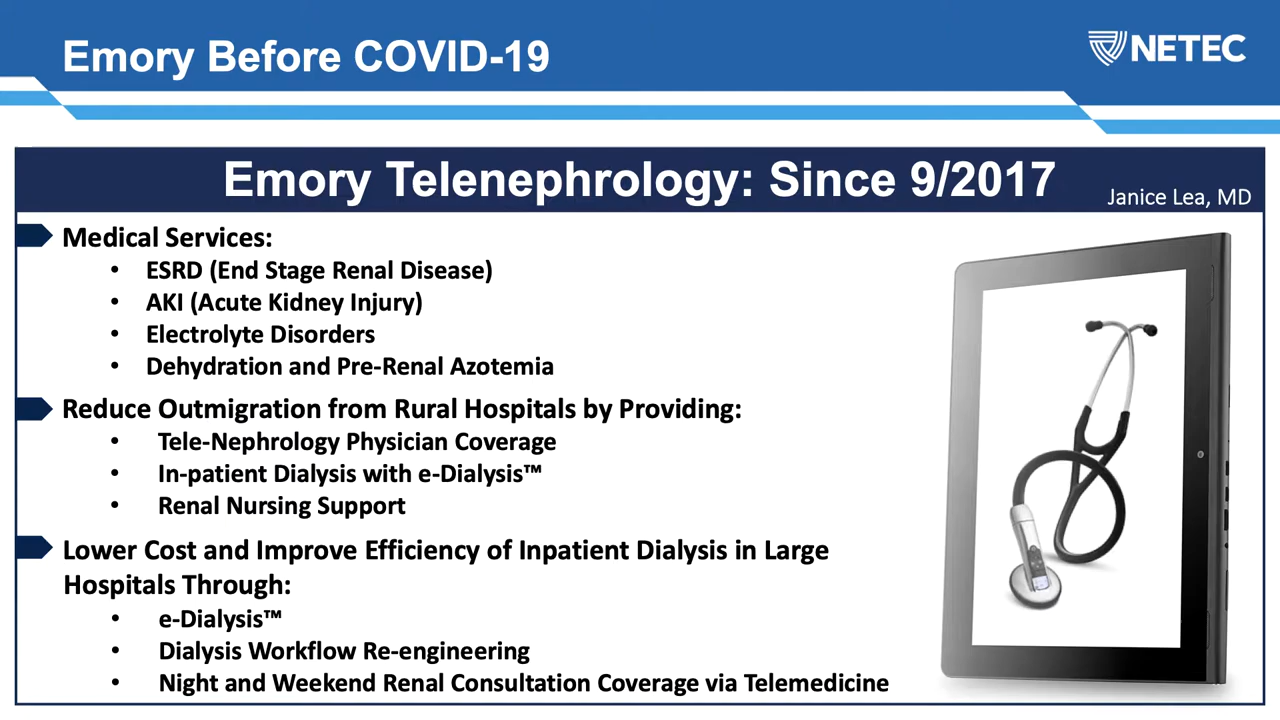 Emory Before COVID-19
NETEC
Emory Telenephrology: Since 9/2017
Janice Lea, MD
Medical Services:
• ESRD (End Stage Renal Disease)
• AKI (Acute Kidney Injury)
• Electrolyte Disorders
• Dehydration and Pre-Renal Azotemia
Reduce Outmigration from Rural Hospitals by Providing:
• Tele-Nephrology Physician Coverage
• In-patient Dialysis with e-Dialysis™
• Renal Nursing Support
Lower Cost and Improve Efficiency of Inpatient Dialysis in Large
Hospitals Through:
• e-Dialysis™
• Dialysis Workflow Re-engineering
• Night and Weekend Renal Consultation Coverage via Telemedicine